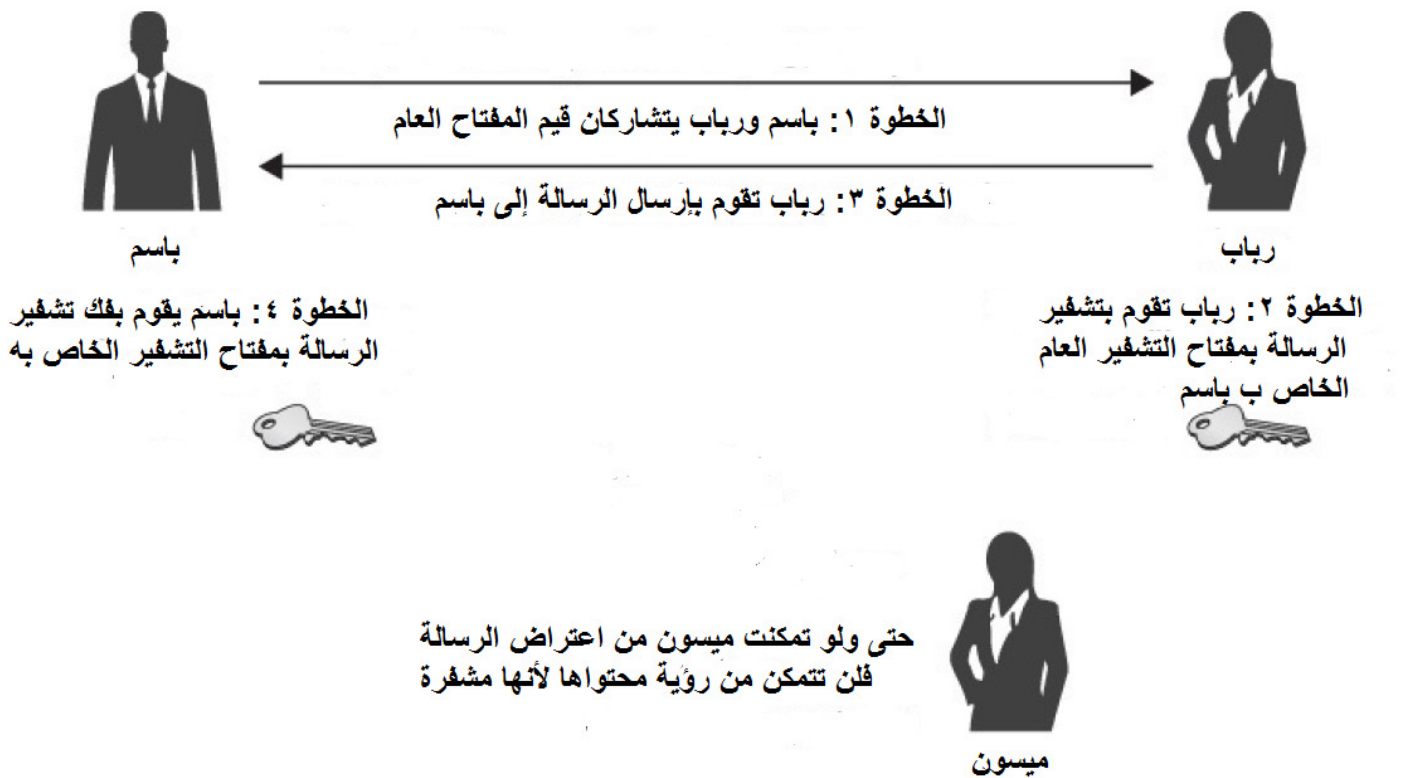 الخطوة ١: باسم ورباب يتشاركان قيم المفتاح العام
الخطوة ٣: رباب تقوم بإرسال الرسالة إلى باسم
رباب
الخطوة ٢: رباب تقوم بتشفير
الرسالة بمفتاح التشفير العام
الخاص ب باسم
باسم
الخطوة ٤: باسم يقوم بفك تشفير
الرسالة بمفتاح التشفير الخاص به
حتى ولو تمكنت ميسون من اعتراض الرسالة
فلن تتمكن من رؤية محتواها لأنها مشفرة
ميسون